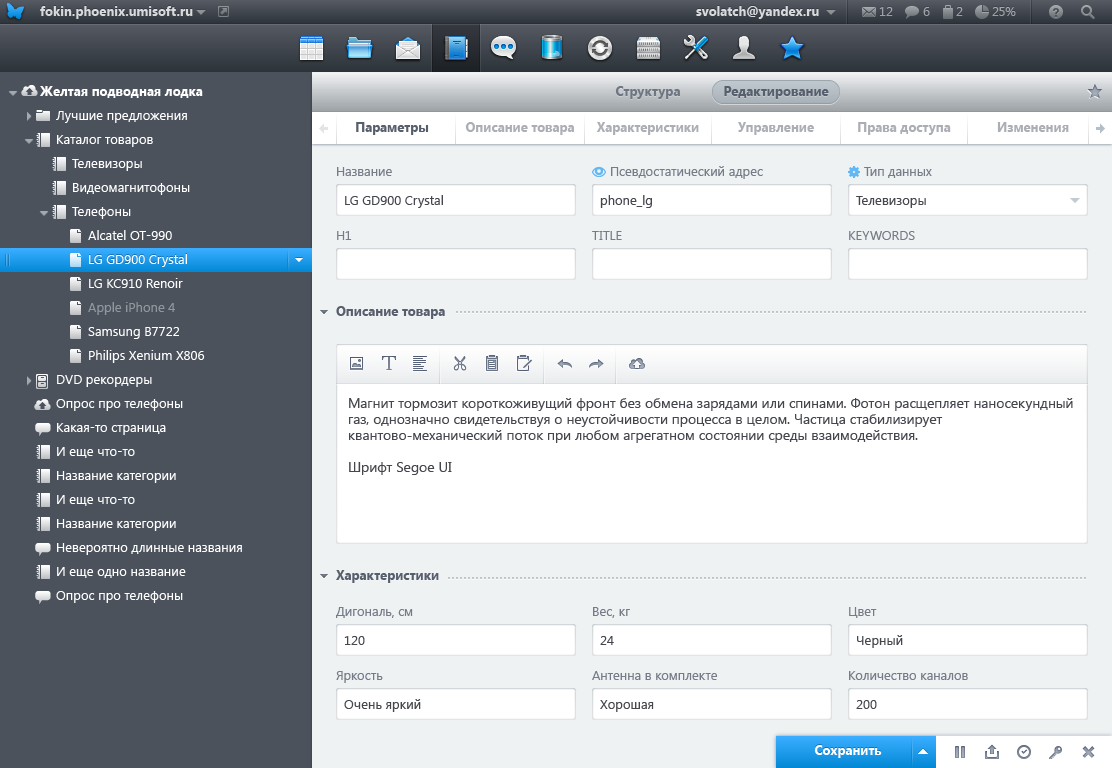 fokin.phoenix.umisoft.ru
svolatch@yandex.ru
12
6
2
25%
Желтая подводная лодка
Лучшие предложения
Каталог товаров
Телевизоры
Видеомагнитофоны
Телефоны
Alcatel OT-990
LG GD900 Crystal
LG KC910 Renoir
Apple iPhone 4
Samsung B7722
Philips Xenium X806
DVD рекордеры
Опрос про телефоны
Какая-то страница
И еще что-то
Название категории
И еще что-то
Название категории
Невероятно длинные названия
И еще одно название
Опрос про телефоны
Структура
Редактирование
Параметры
Описание товара
Характеристики
Управление
Права доступа
Изменения
Название
Псевдостатический адрес
Тип данных
LG GD900 Crystal
phone_lg
Телевизоры
H1
TITLE
KEYWORDS
Описание товара
Магнит тормозит короткоживущий фронт без обмена зарядами или спинами. Фотон расщепляет наносекундный
газ, однозначно свидетельствуя о неустойчивости процесса в целом. Частица стабилизирует
квантово-механический поток при любом агрегатном состоянии среды взаимодействия.
Шрифт Segoe UI
Характеристики
Дигональ, см
Вес, кг
Цвет
120
24
Черный
Яркость
Антенна в комплекте
Количество каналов
Очень яркий
Хорошая
200
Сохранить